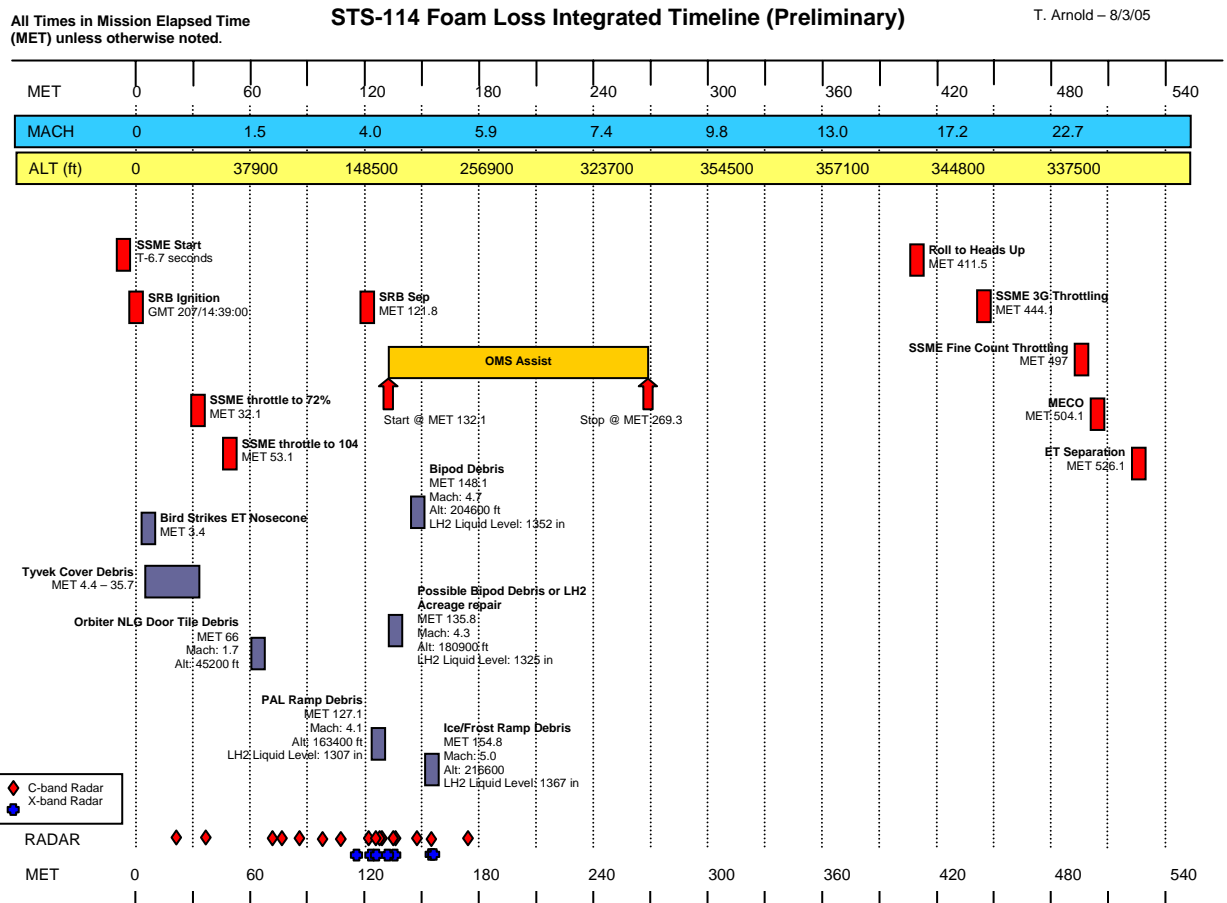 All Times in Mission Elapsed Time
(MET) unless otherwise noted.
STS-114 Foam Loss Integrated Timeline (Preliminary)
T. Arnold – 8/3/05
MET 0 60 120 180 240 300 360 420 480 540
MACH 0 1.5 4.0 5.9 7.4 9.8 13.0 17.2 22.7
ALT (ft) 0 37900 148500 256900 323700 354500 357100 344800 337500
SSME Start
T-6.7 seconds
SRB Ignition
GMT 207/14:39:00
SRB Sep
MET 121.8
Roll to Heads Up
MET 411.5
SSME 3G Throttling
MET 444.1
OMS Assist
Start @ MET 132.1
Stop @ MET 269.3
SSME Fine Count Throttling
MET 497
MECO
MET 504.1
ET Separation
MET 526.1
SSME throttle to 72%
MET 32.1
SSME throttle to 104
MET 53.1
Bipod Debris
MET 148.1
Mach: 4.7
Alt: 204600 ft
LH2 Liquid Level: 1352 in
Bird Strikes ET Nosecone
MET 3.4
Tyvek Cover Debris
MET 4.4 – 35.7
Possible Bipod Debris or LH2
Acreage repair
MET 135.8
Mach: 4.3
Alt: 180900 ft
LH2 Liquid Level: 1325 in
Orbiter NLG Door Tile Debris
MET 66
Mach: 1.7
Alt: 45200 ft
PAL Ramp Debris
MET 127.1
Mach: 4.1
Alt: 163400 ft
LH2 Liquid Level: 1307 in
Ice/Frost Ramp Debris
MET 154.8
Mach: 5.0
Alt: 216600
LH2 Liquid Level: 1367 in
C-band Radar
X-band Radar
RADAR
MET 0 60 120 180 240 300 360 420 480 540